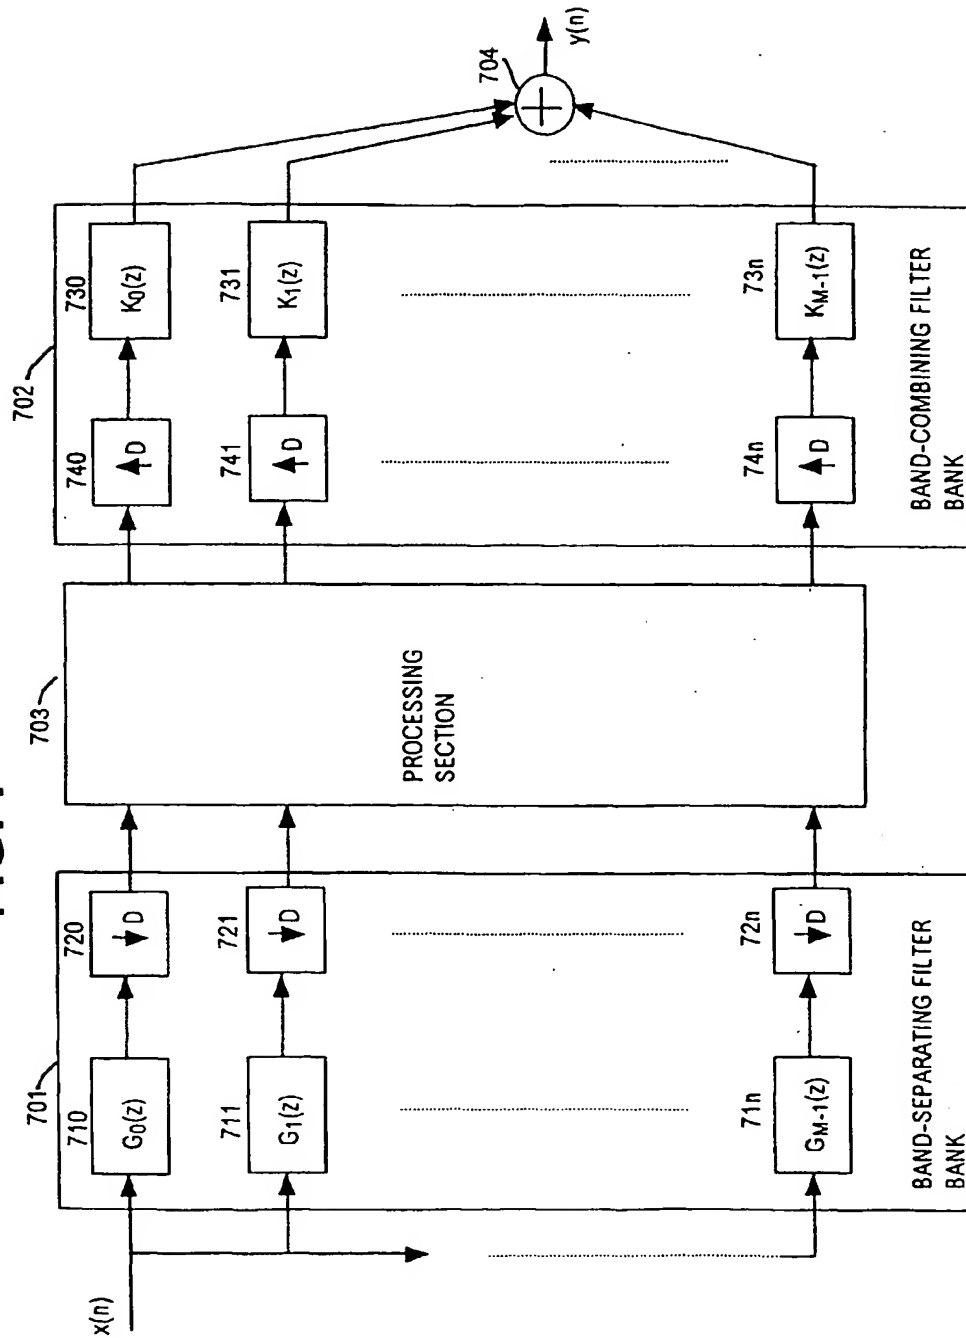 x(n)
701
710
G0(z)
720
↓D
711
G1(z)
721
↓D
71n
GM-1(z)
72n
↓D
BAND-SEPARATING FILTER
BANK
703
PROCESSING
SECTION
702
740
↑D
730
K0(z)
741
↑D
731
K1(z)
74n
↑D
73n
KM-1(z)
BAND-COMBINING FILTER
BANK
704
y(n)